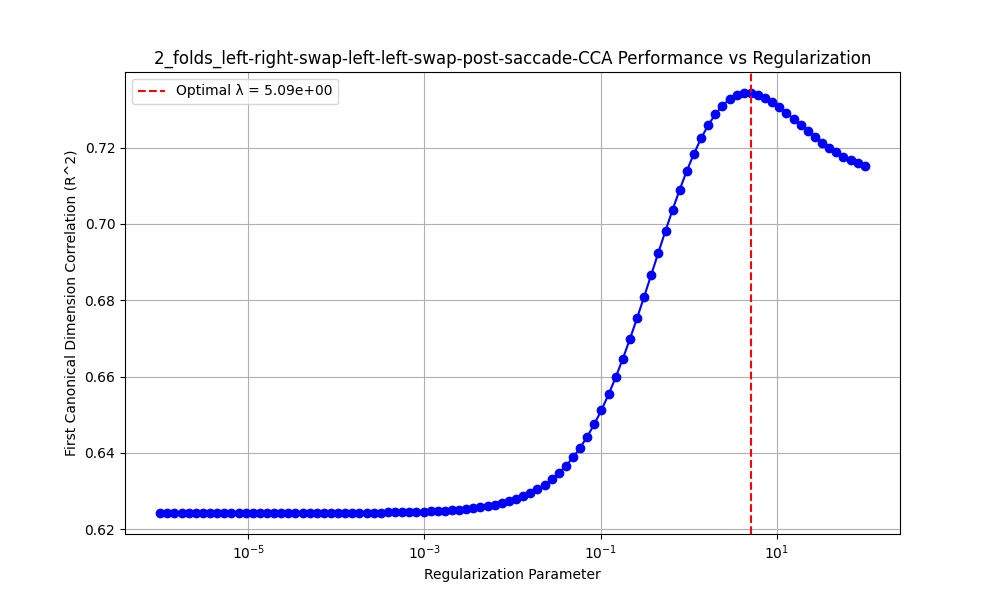 2_folds_left-right-swap-left-left-swap-post-saccade-CCA Performance vs Regularization
Optimal λ = 5.09e+00
First Canonical Dimension Correlation (R^2)
0.72
0.70
0.68
0.66
0.64
0.62
10⁻⁵
10⁻³
10⁻¹
10¹
Regularization Parameter